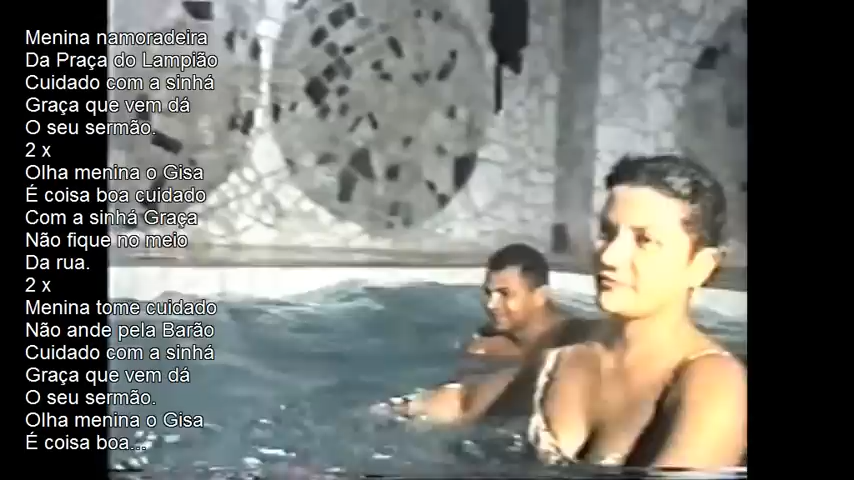 Menina namoradeira
Da Praça do Lampião
Cuidado com a sinhá
Graça que vem dá
O seu sermão.
2 x
Olha menina o Gisa
É coisa boa cuidado
Com a sinhá Graça
Não fique no meio
Da rua.
2 x
Menina tome cuidado
Não ande pela Barão
Cuidado com a sinhá
Graça que vem dá
O seu sermão.
Olha menina o Gisa
É coisa boa...